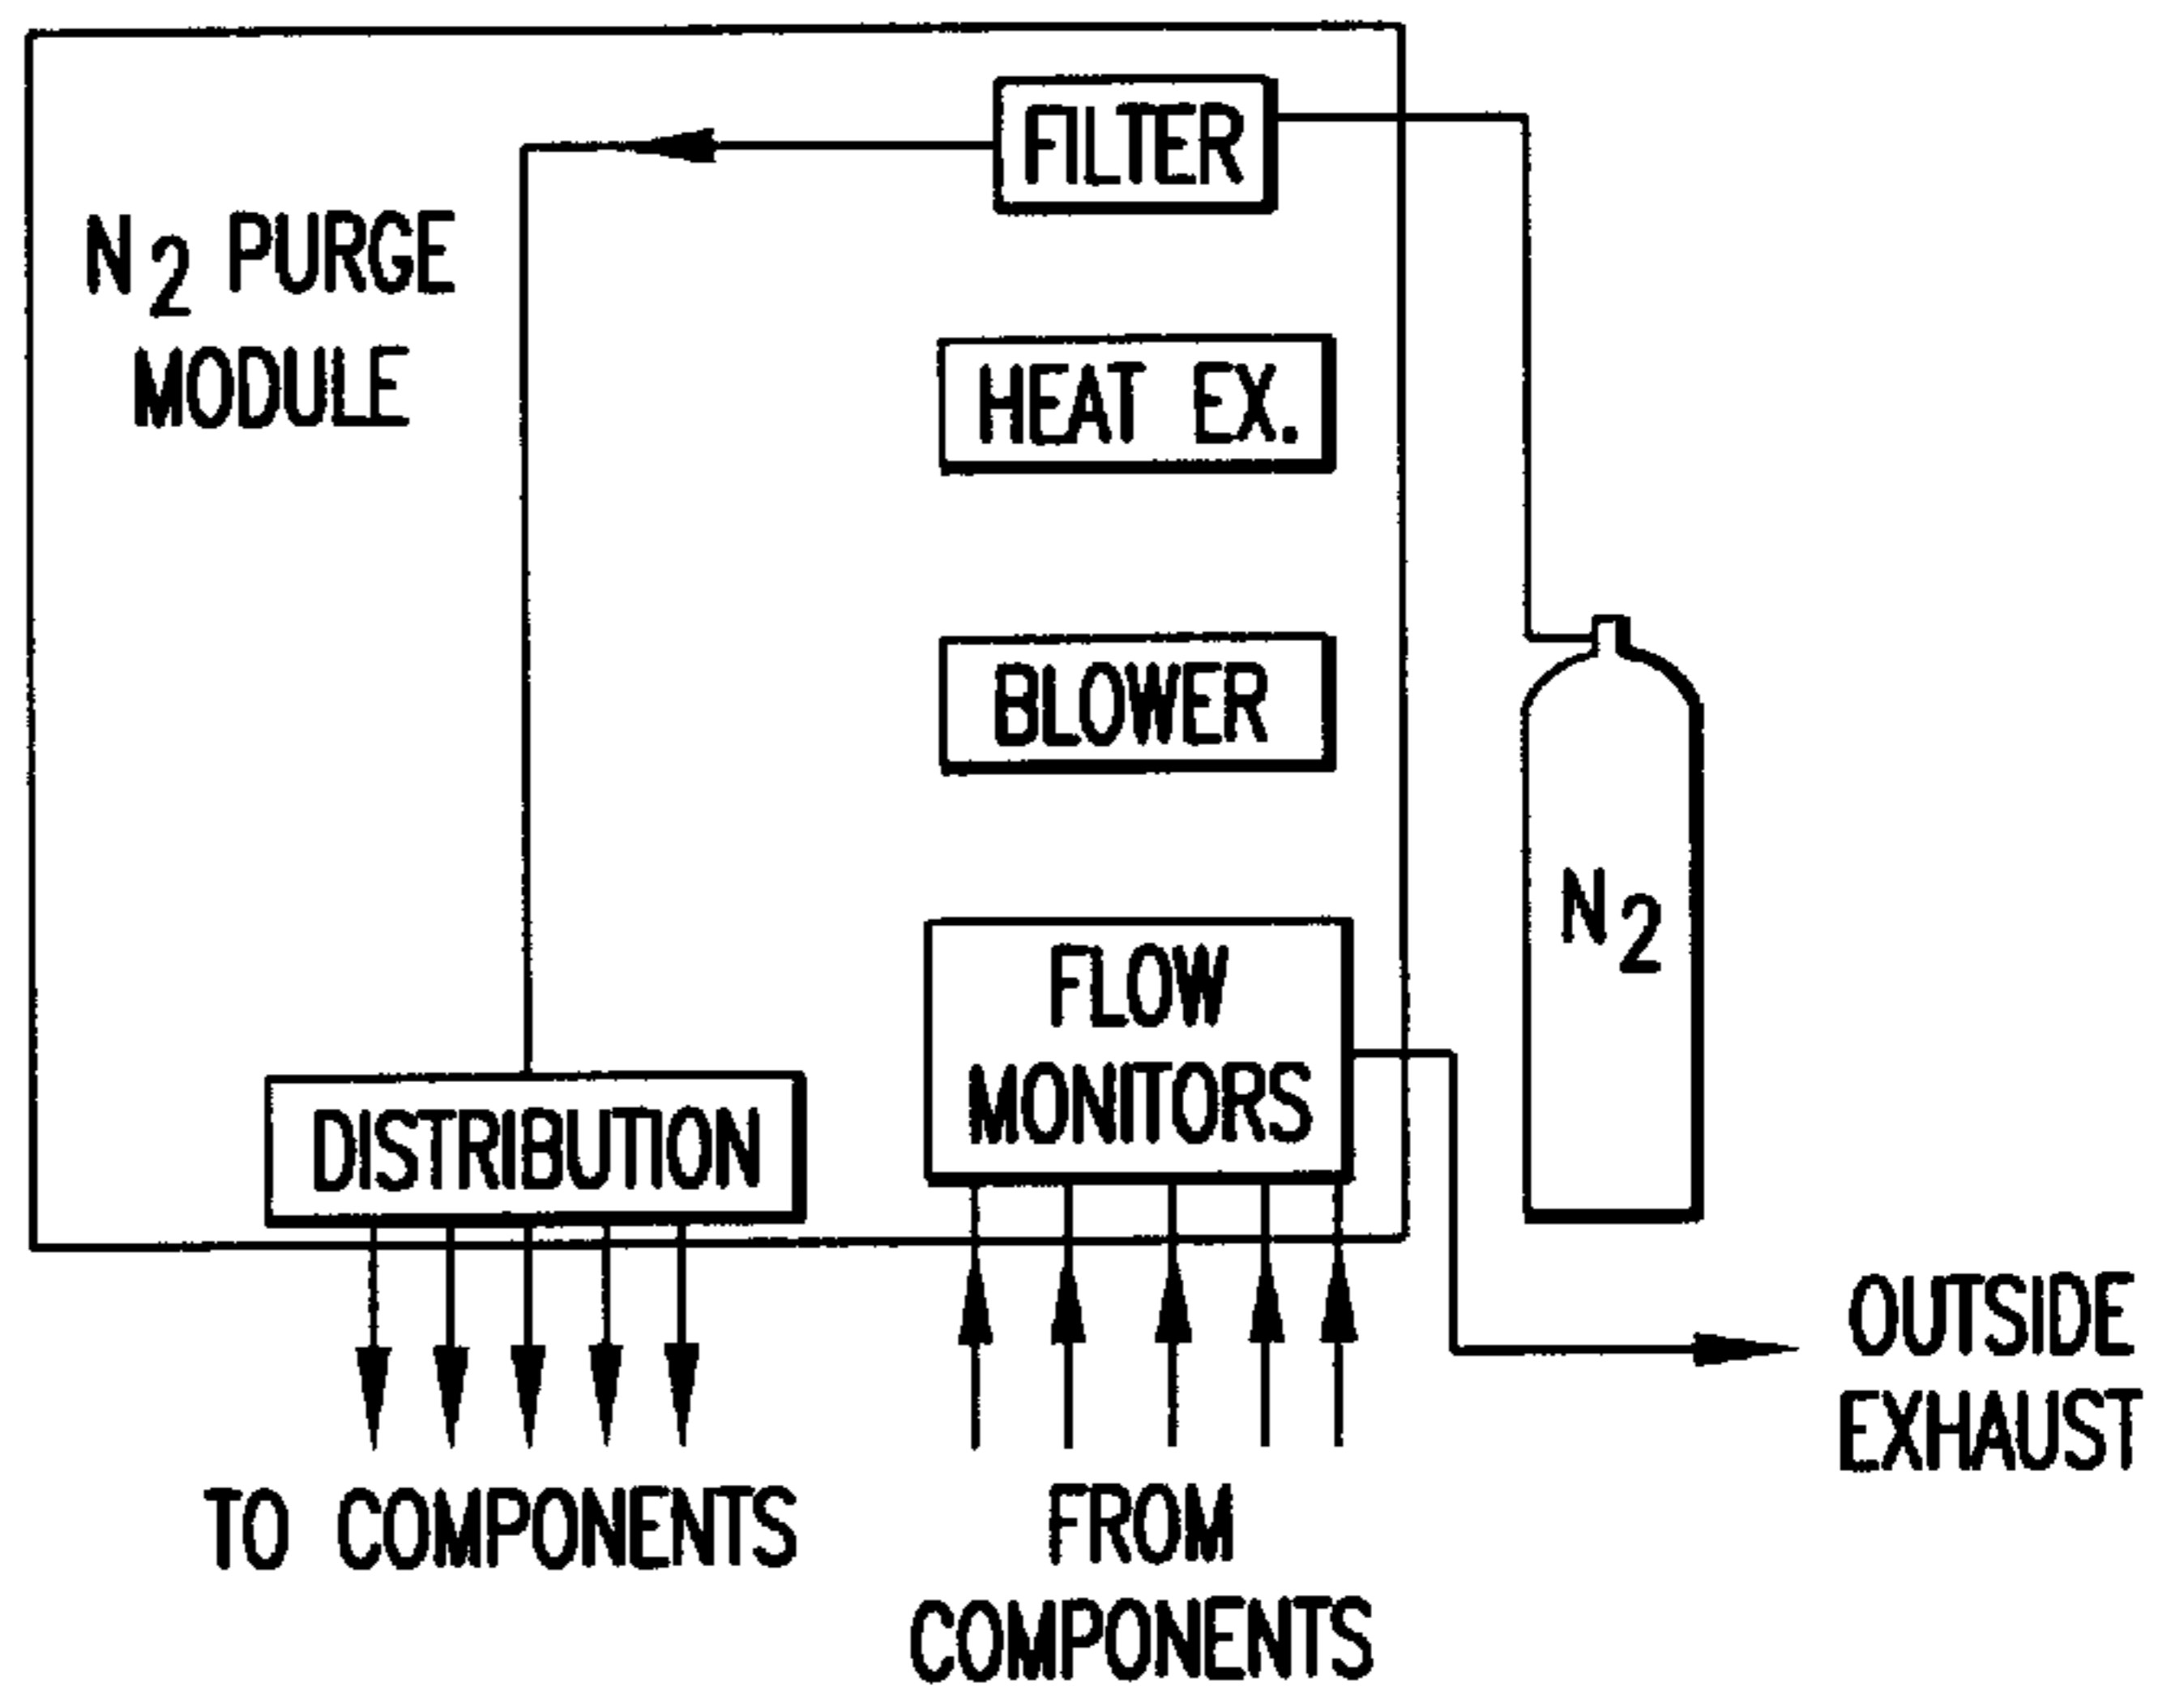 FILTER
N2 PURGE
MODULE
HEAT EX.
BLOWER
N2
FLOW
MONITORS
DISTRIBUTION
OUTSIDE
EXHAUST
TO COMPONENTS
FROM
COMPONENTS